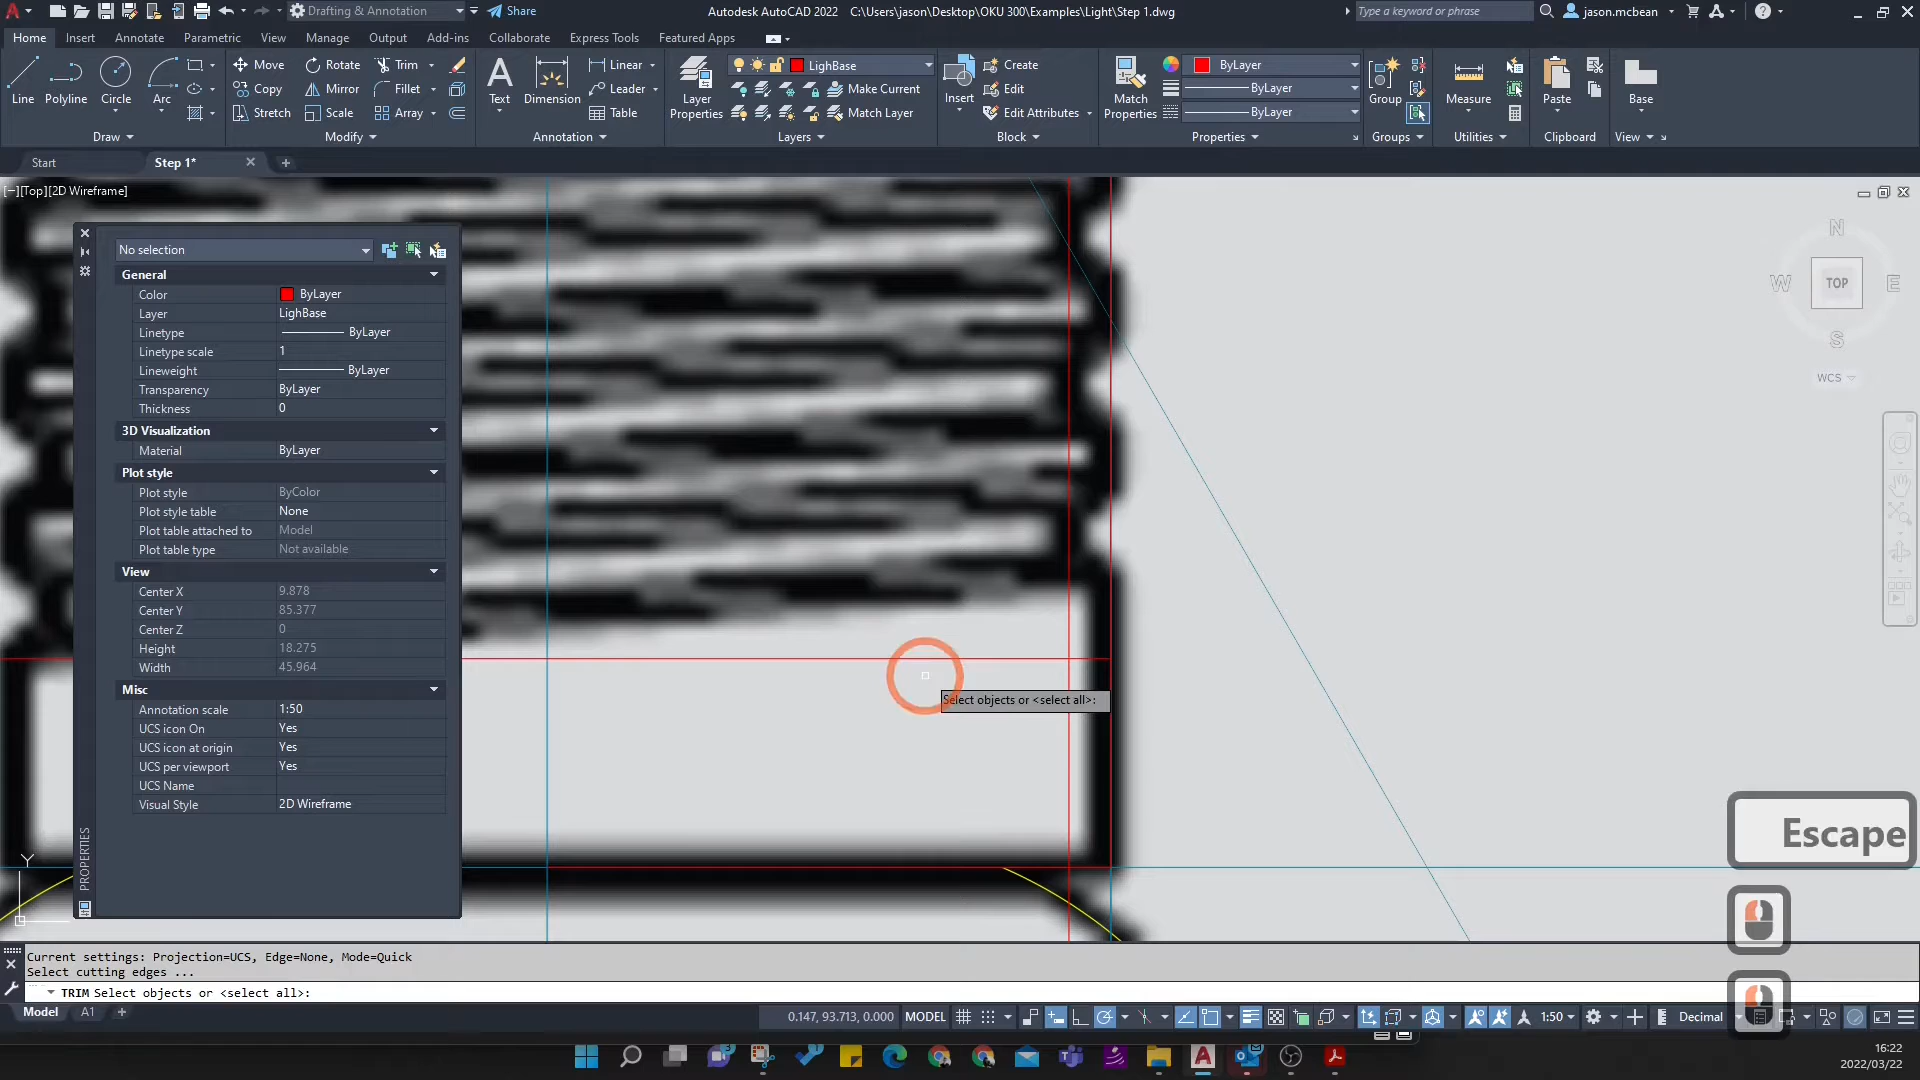 Drafting & Annotation
Share
Autodesk AutoCAD 2022 C:\Users\jason\Desktop\OKU 300\Examples\Light\Step 1.dwg
Type a keyword or phrase
jason.mcbean
Home Insert Annotate Parametric View Manage Output Add-ins Collaborate Express Tools Featured Apps
Line
Polyline
Circle
Arc
Move Rotate Trim
Copy Mirror Fillet
Stretch Scale Array
Text
Dimension
Linear
Leader
Table
Layer
Properties
LighBase
Make Current
Match Layer
Insert
Create
Edit
Edit Attributes
Match
Properties
ByLayer
ByLayer
ByLayer
Group
Measure
Paste
Base
Draw Modify Annotation Layers Block Properties Groups Utilities Clipboard View
Start Step 1*
[−][Top][2D Wireframe]
No selection
General
Color ByLayer
Layer LighBase
Linetype ByLayer
Linetype scale 1
Lineweight ByLayer
Transparency ByLayer
Thickness 0
3D Visualization
Material ByLayer
Plot style
Plot style ByColor
Plot style table None
Plot table attached to Model
Plot table type Not available
View
Center X 9.878
Center Y 85.377
Center Z 0
Height 18.275
Width 45.964
Misc
Annotation scale 1:50
UCS icon On Yes
UCS icon at origin Yes
UCS per viewport Yes
UCS Name
Visual Style 2D Wireframe
PROPERTIES
N
W TOP E
S
WCS
Select objects or <select all>:
Escape
Y
Current settings: Projection=UCS, Edge=None, Mode=Quick
Select cutting edges ...
TRIM Select objects or <select all>:
Model A1
0.147, 93.713, 0.000 MODEL
1:50
Decimal
16:22
2022/03/22